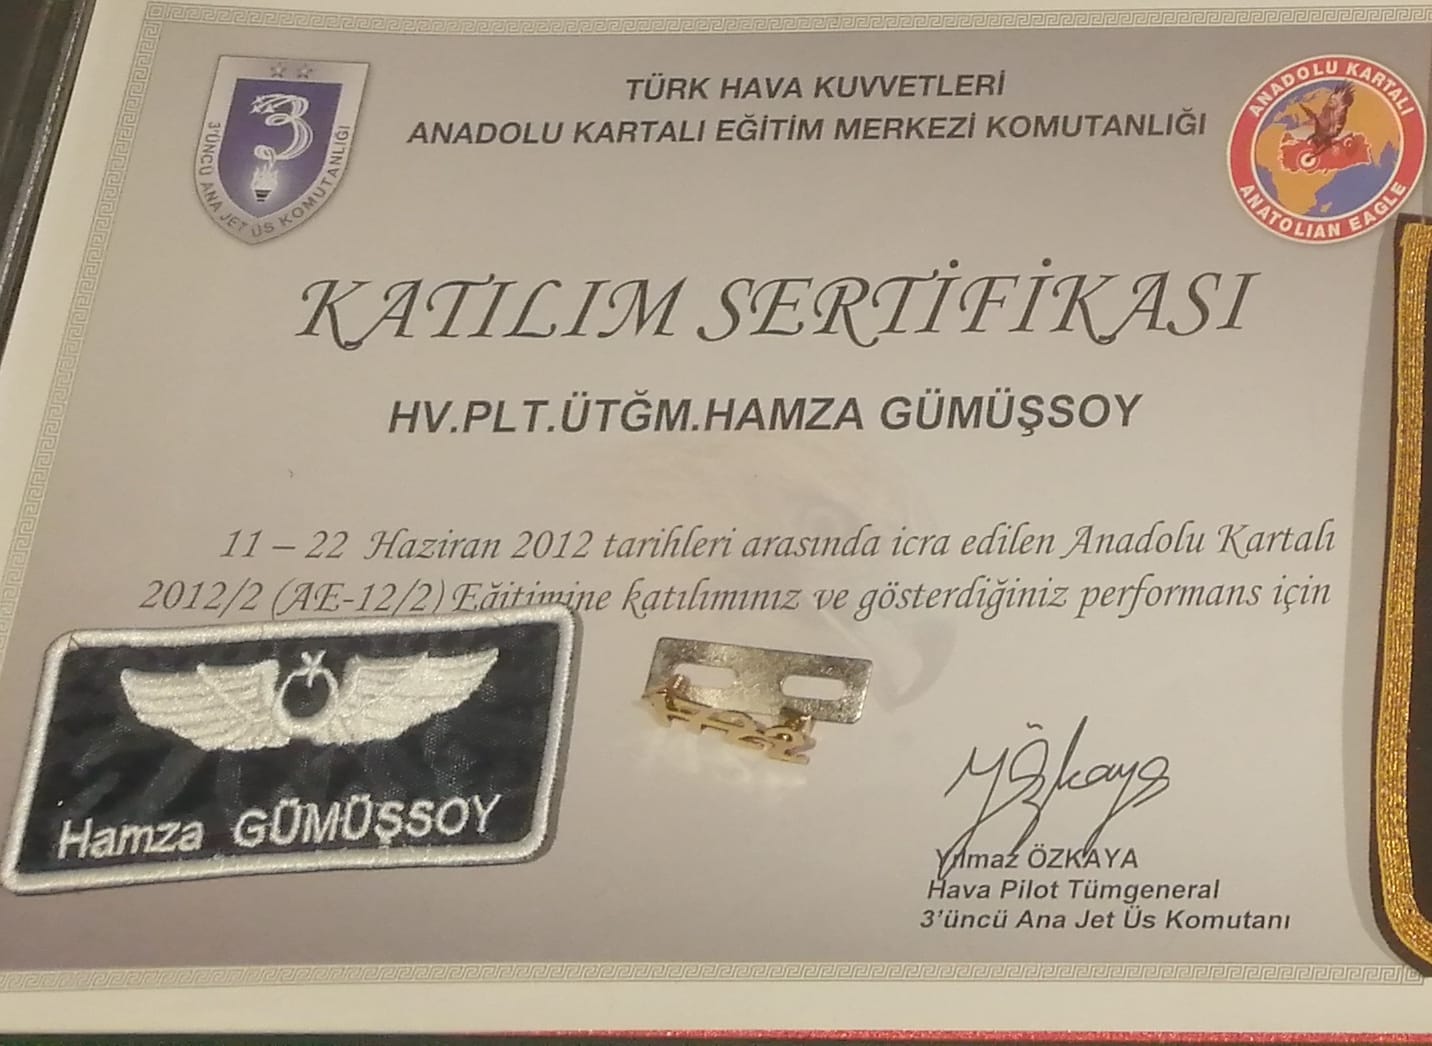 3
3'ÜNCÜ ANA JET ÜS KOMUTANLIĞI
TÜRK HAVA KUVVETLERİ
ANADOLU KARTALI EĞİTİM MERKEZİ KOMUTANLIĞI
ANADOLU KARTALI
ANATOLIAN EAGLE
KATILIM SERTİFİKASI
HV.PLT.ÜTĞM.HAMZA GÜMÜŞSOY
11 – 22 Haziran 2012 tarihleri arasında icra edilen Anadolu Kartalı
2012/2 (AE-12/2) Eğitimine katılımınız ve gösterdiğiniz performans için
Hamza GÜMÜŞSOY
YÖzkaya
Yılmaz ÖZKAYA
Hava Pilot Tümgeneral
3'üncü Ana Jet Üs Komutanı